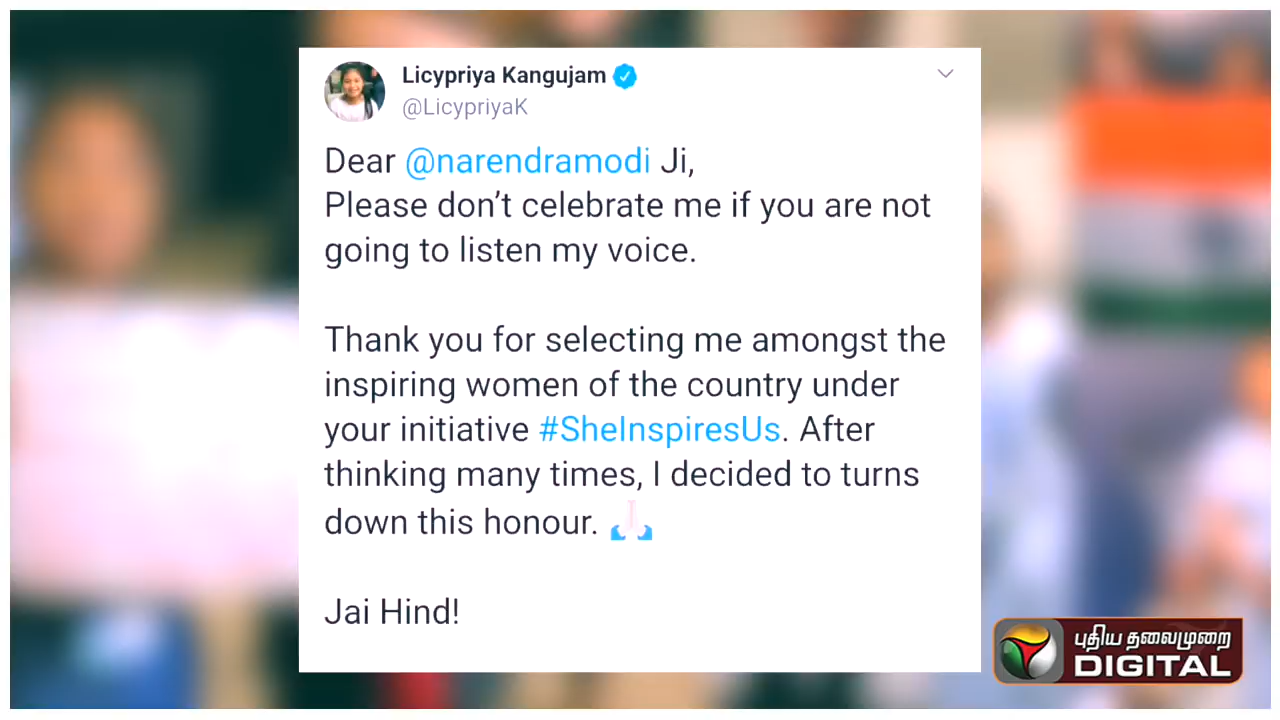 Licypriya Kangujam
@LicypriyaK
Dear @narendramodi Ji,
Please don’t celebrate me if you are not
going to listen my voice.
Thank you for selecting me amongst the
inspiring women of the country under
your initiative #SheInspiresUs. After
thinking many times, I decided to turns
down this honour. 🙏
Jai Hind!
புதிய தலைமுறை
DIGITAL